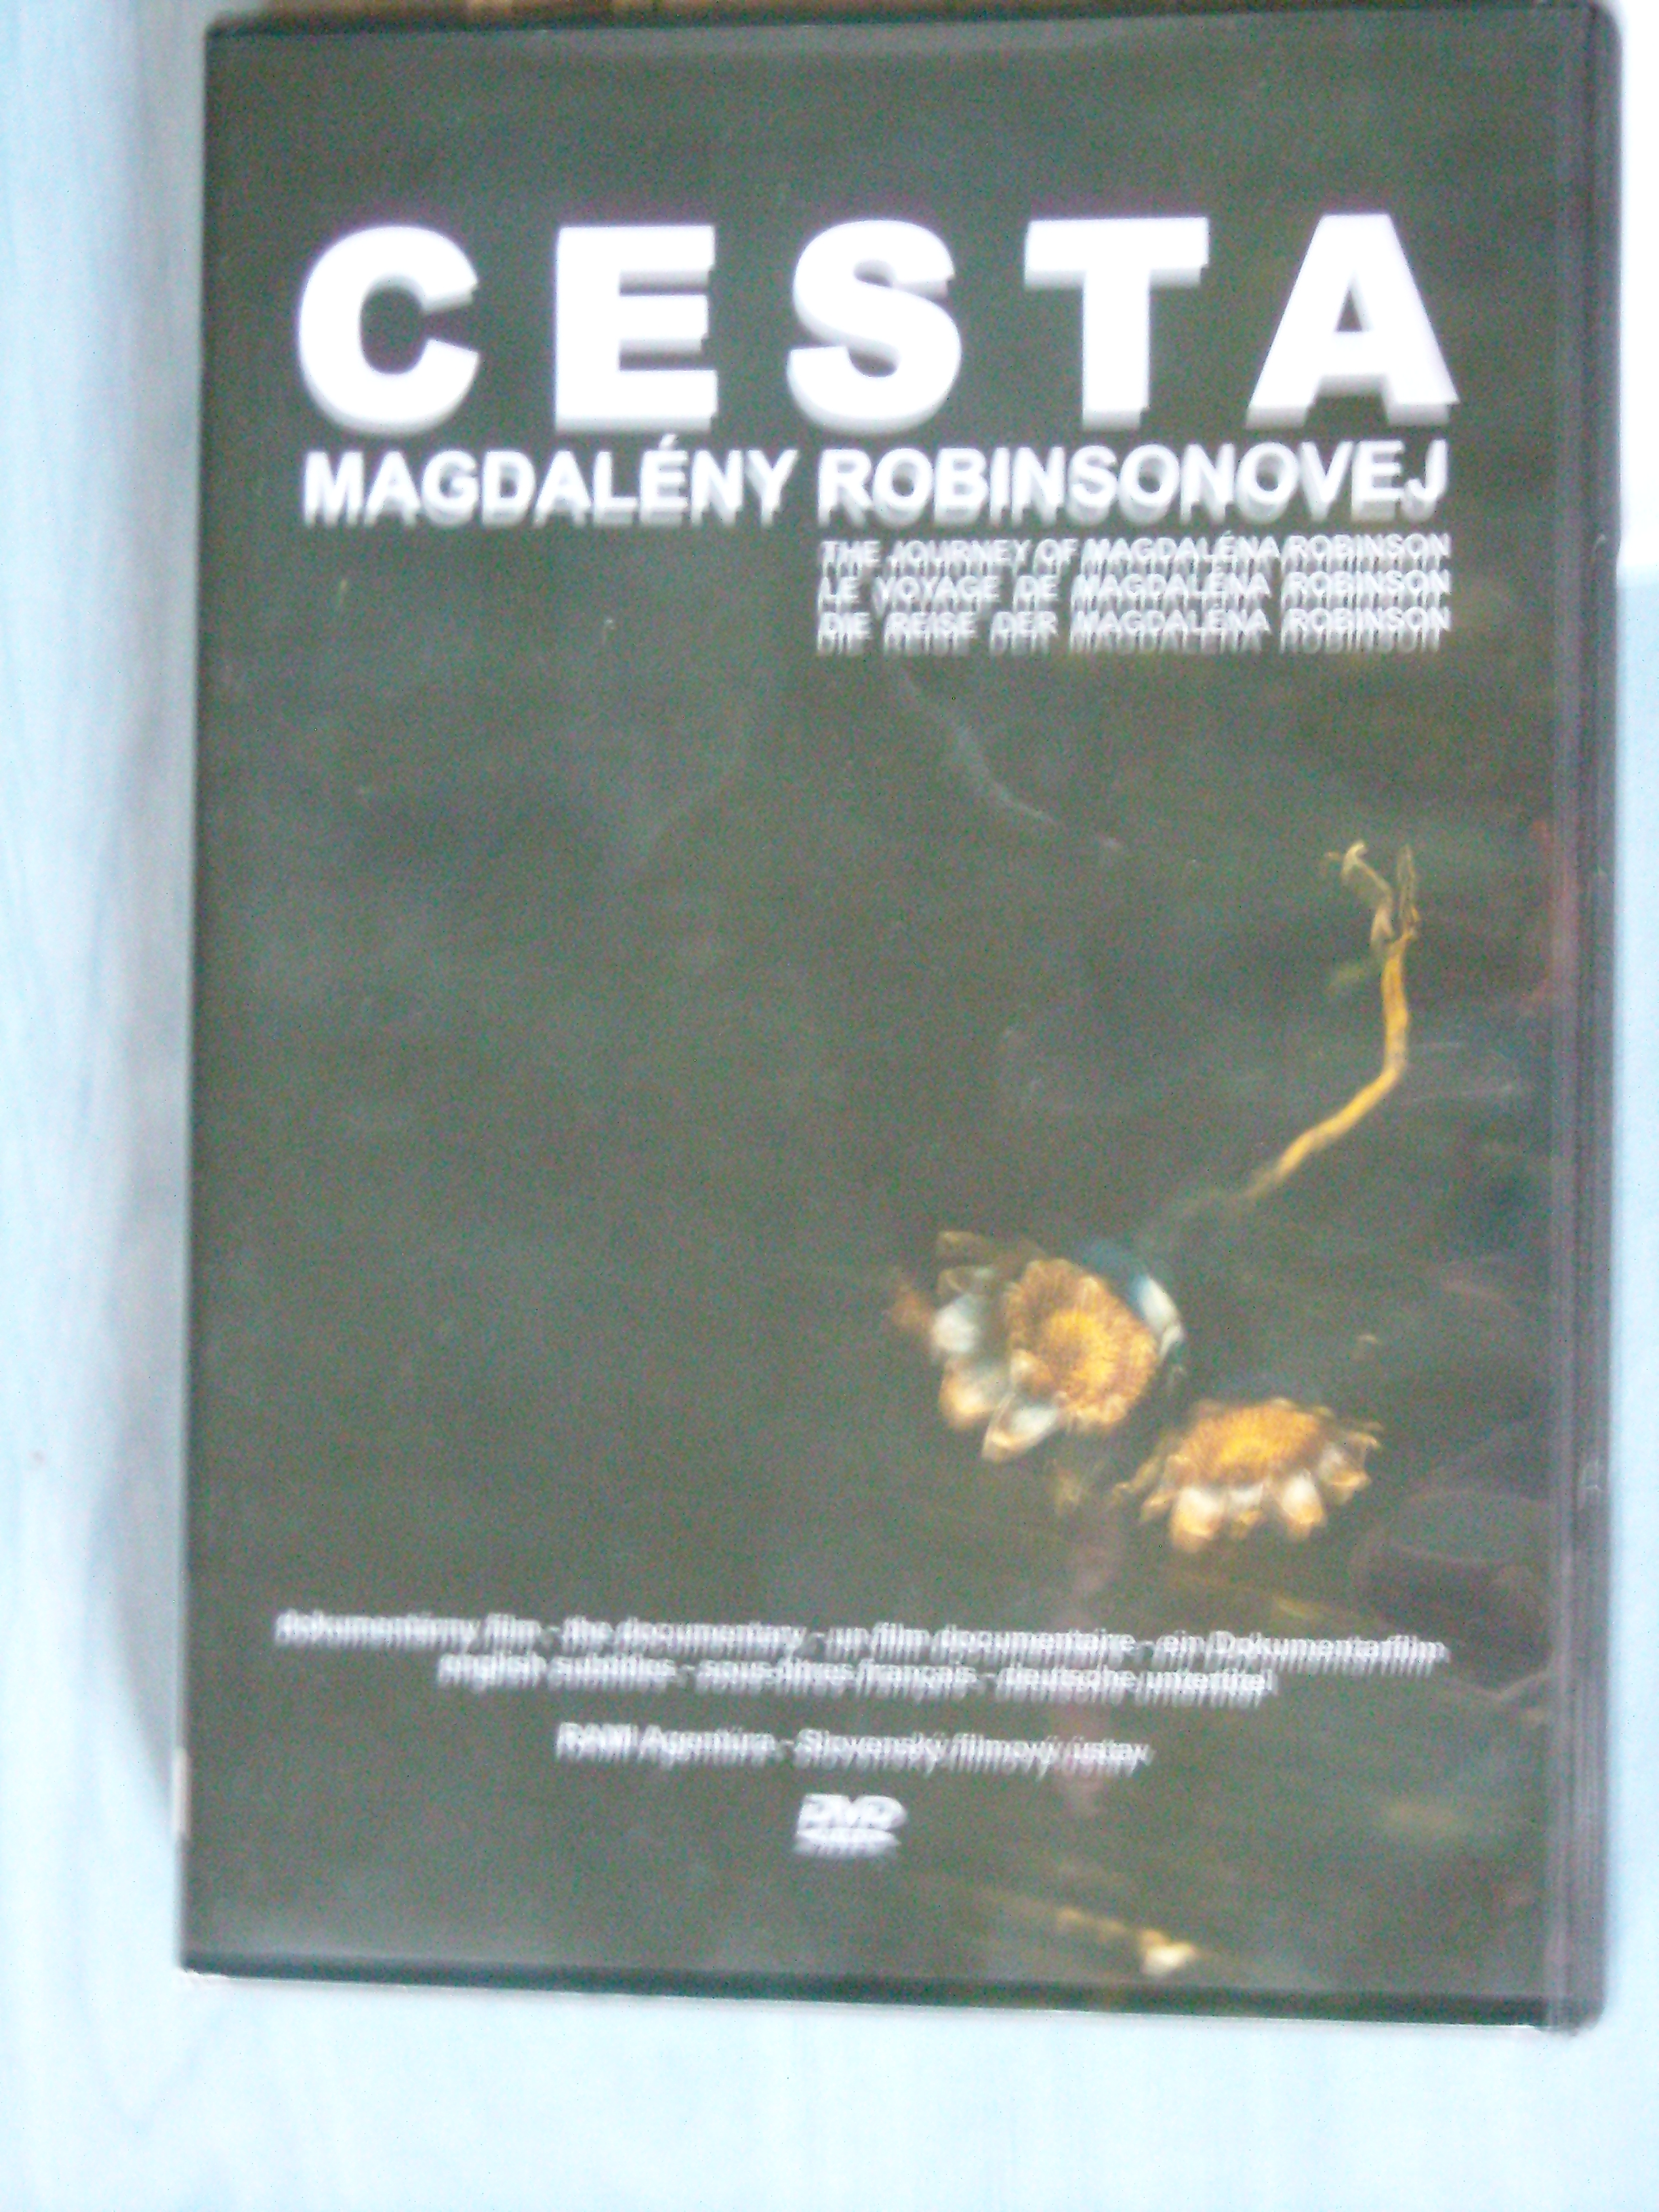 CESTA
MAGDALÉNY ROBINSONOVEJ
THE JOURNEY OF MAGDALÉNA ROBINSON
LE VOYAGE DE MAGDALÉNA ROBINSON
DIE REISE DER MAGDALÉNA ROBINSON
dokumentárny film - the documentary - un film documentaire - ein Dokumentarfilm
english subtitles - sous-titres français - deutsche untertitel
RAMI Agentúra - Slovenský filmový ústav
DVD